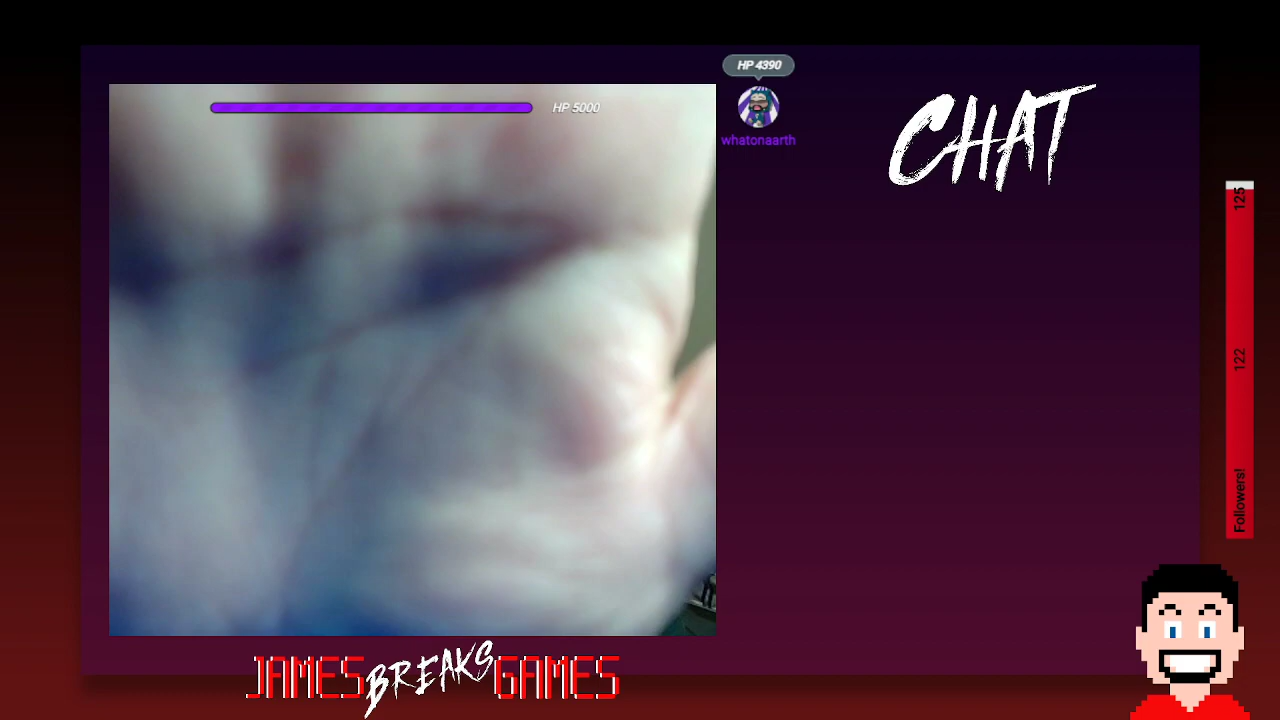 HP 4390
HP 5000
whatonaarth
CHAT
125
122
Followers!
JAMES BREAKS GAMES